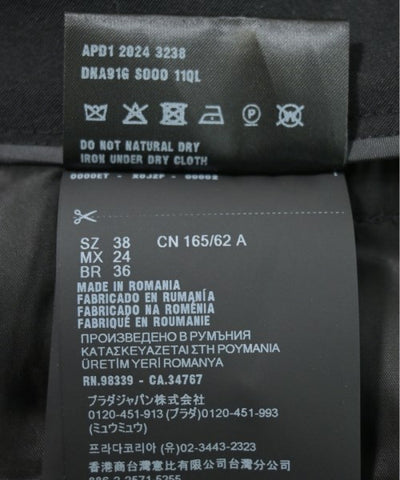 APD1 2024 3238
DNA91G S000 11QL
P
W
DO NOT NATURAL DRY
IRON UNDER DRY CLOTH
SZ 38 CN 165/62 A
MX 24
BR 36
MADE IN ROMANIA
FABRICADO EN RUMANÍA
FABRICADO NA ROMÉNIA
FABRIQUÉ EN ROUMANIE
ПРОИЗВЕДЕНО В РУМЪНИЯ
ΚΑΤΑΣΚΕΥΑΖΕΤΑΙ ΣΤΗ ΡΟΥΜΑΝΙΑ
ÜRETİM YERİ ROMANYA
RN.98339 - CA.34767
プラダジャパン株式会社
0120-451-913 (プラダ) 0120-451-993
(ミュウミュウ)
프라다코리아 (유) 02-3443-2323
香港商台灣意比有限公司台灣分